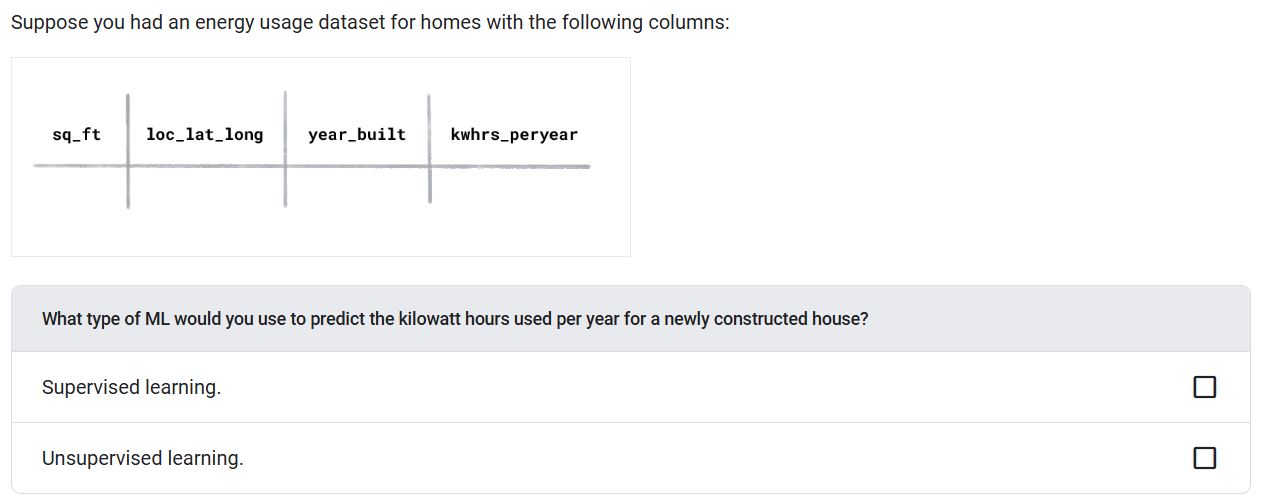 Suppose you had an energy usage dataset for homes with the following columns:
sq_ft loc_lat_long year_built kwhrs_peryear
What type of ML would you use to predict the kilowatt hours used per year for a newly constructed house?
Supervised learning.
Unsupervised learning.